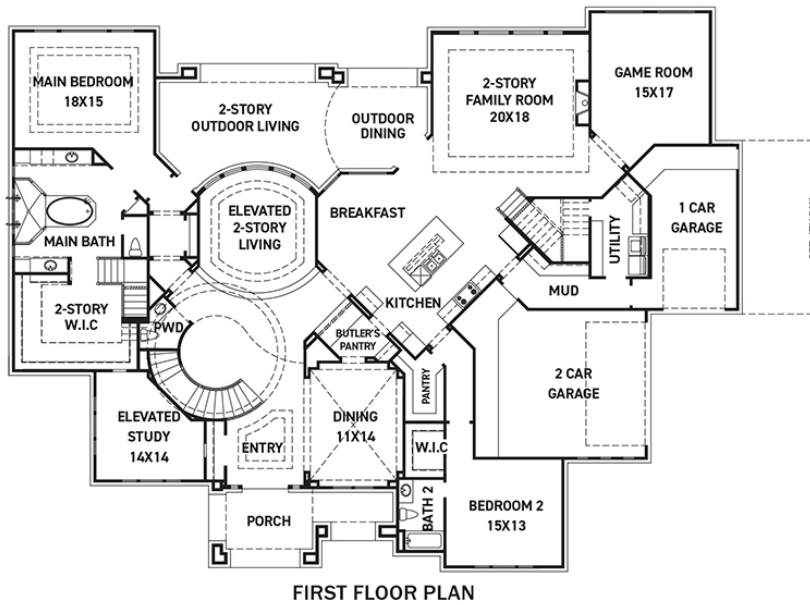 MAIN BEDROOM
18X15
2-STORY
OUTDOOR LIVING
OUTDOOR
DINING
2-STORY
FAMILY ROOM
20X18
GAME ROOM
15X17
ELEVATED
2-STORY
LIVING
BREAKFAST
UTILITY
1 CAR
GARAGE
MAIN BATH
2-STORY
W.I.C
PWD
KITCHEN
MUD
BUTLER'S
PANTRY
PANTRY
2 CAR
GARAGE
ELEVATED
STUDY
14X14
ENTRY
DINING
11X14
W.I.C
PORCH
BATH 2
BEDROOM 2
15X13
FIRST FLOOR PLAN